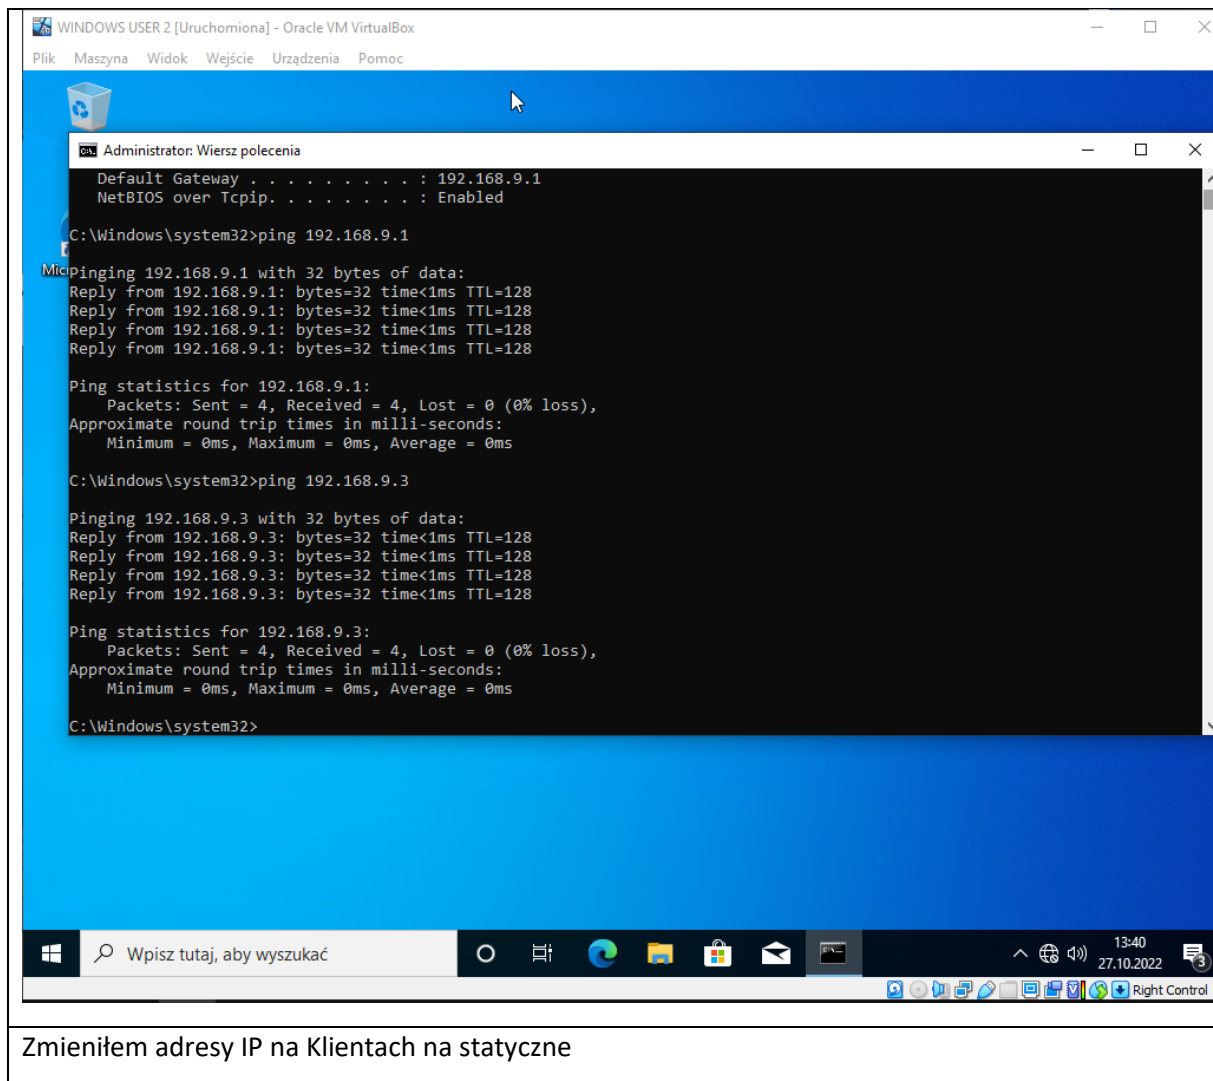 WINDOWS USER 2 [Uruchomiona] - Oracle VM VirtualBox
Plik Maszyna Widok Wejście Urządzenia Pomoc
Administrator: Wiersz polecenia
Default Gateway . . . . . . . . . : 192.168.9.1
NetBIOS over Tcpip. . . . . . . . : Enabled
C:\Windows\system32>ping 192.168.9.1
Pinging 192.168.9.1 with 32 bytes of data:
Reply from 192.168.9.1: bytes=32 time<1ms TTL=128
Reply from 192.168.9.1: bytes=32 time<1ms TTL=128
Reply from 192.168.9.1: bytes=32 time<1ms TTL=128
Reply from 192.168.9.1: bytes=32 time<1ms TTL=128
Ping statistics for 192.168.9.1:
Packets: Sent = 4, Received = 4, Lost = 0 (0% loss),
Approximate round trip times in milli-seconds:
Minimum = 0ms, Maximum = 0ms, Average = 0ms
C:\Windows\system32>ping 192.168.9.3
Pinging 192.168.9.3 with 32 bytes of data:
Reply from 192.168.9.3: bytes=32 time<1ms TTL=128
Reply from 192.168.9.3: bytes=32 time<1ms TTL=128
Reply from 192.168.9.3: bytes=32 time<1ms TTL=128
Reply from 192.168.9.3: bytes=32 time<1ms TTL=128
Ping statistics for 192.168.9.3:
Packets: Sent = 4, Received = 4, Lost = 0 (0% loss),
Approximate round trip times in milli-seconds:
Minimum = 0ms, Maximum = 0ms, Average = 0ms
C:\Windows\system32>
Wpisz tutaj, aby wyszukać
13:40
27.10.2022
3
Right Control
Zmieniłem adresy IP na Klientach na statyczne